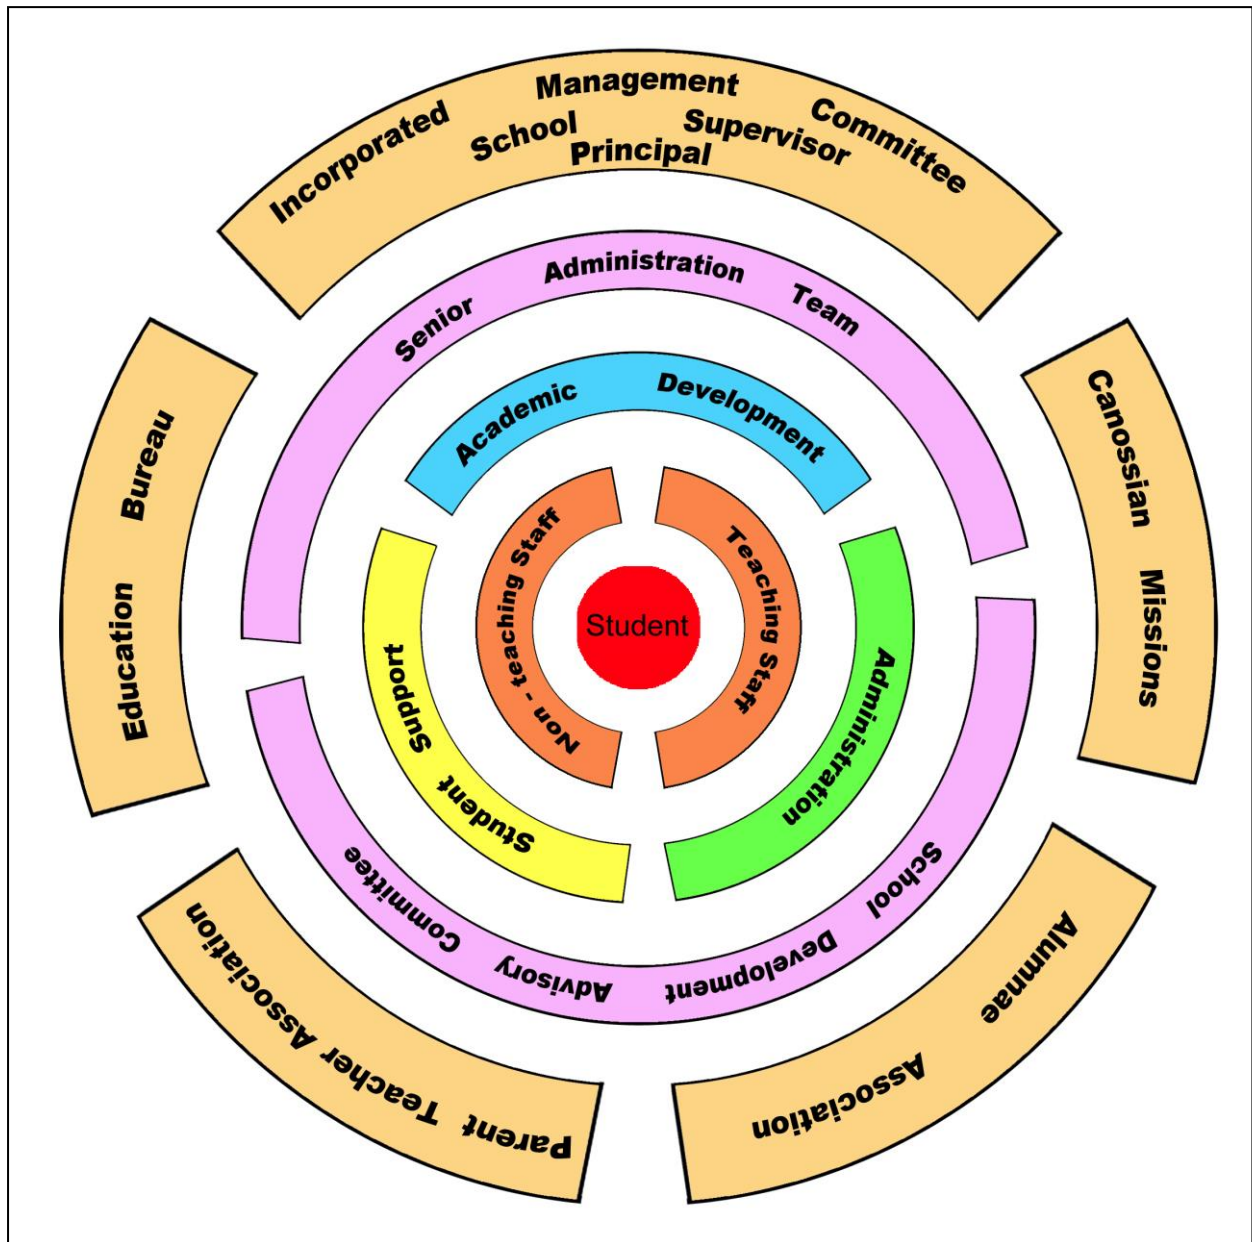 Incorporated Management Committee
School Supervisor
Principal
Senior Administration Team
Academic Development
Education Bureau
Canossian Missions
Non - teaching Staff
Teaching Staff
Student
Student Support
Administration
School Development Advisory Committee
Parent Teacher Association
Alumnae Association